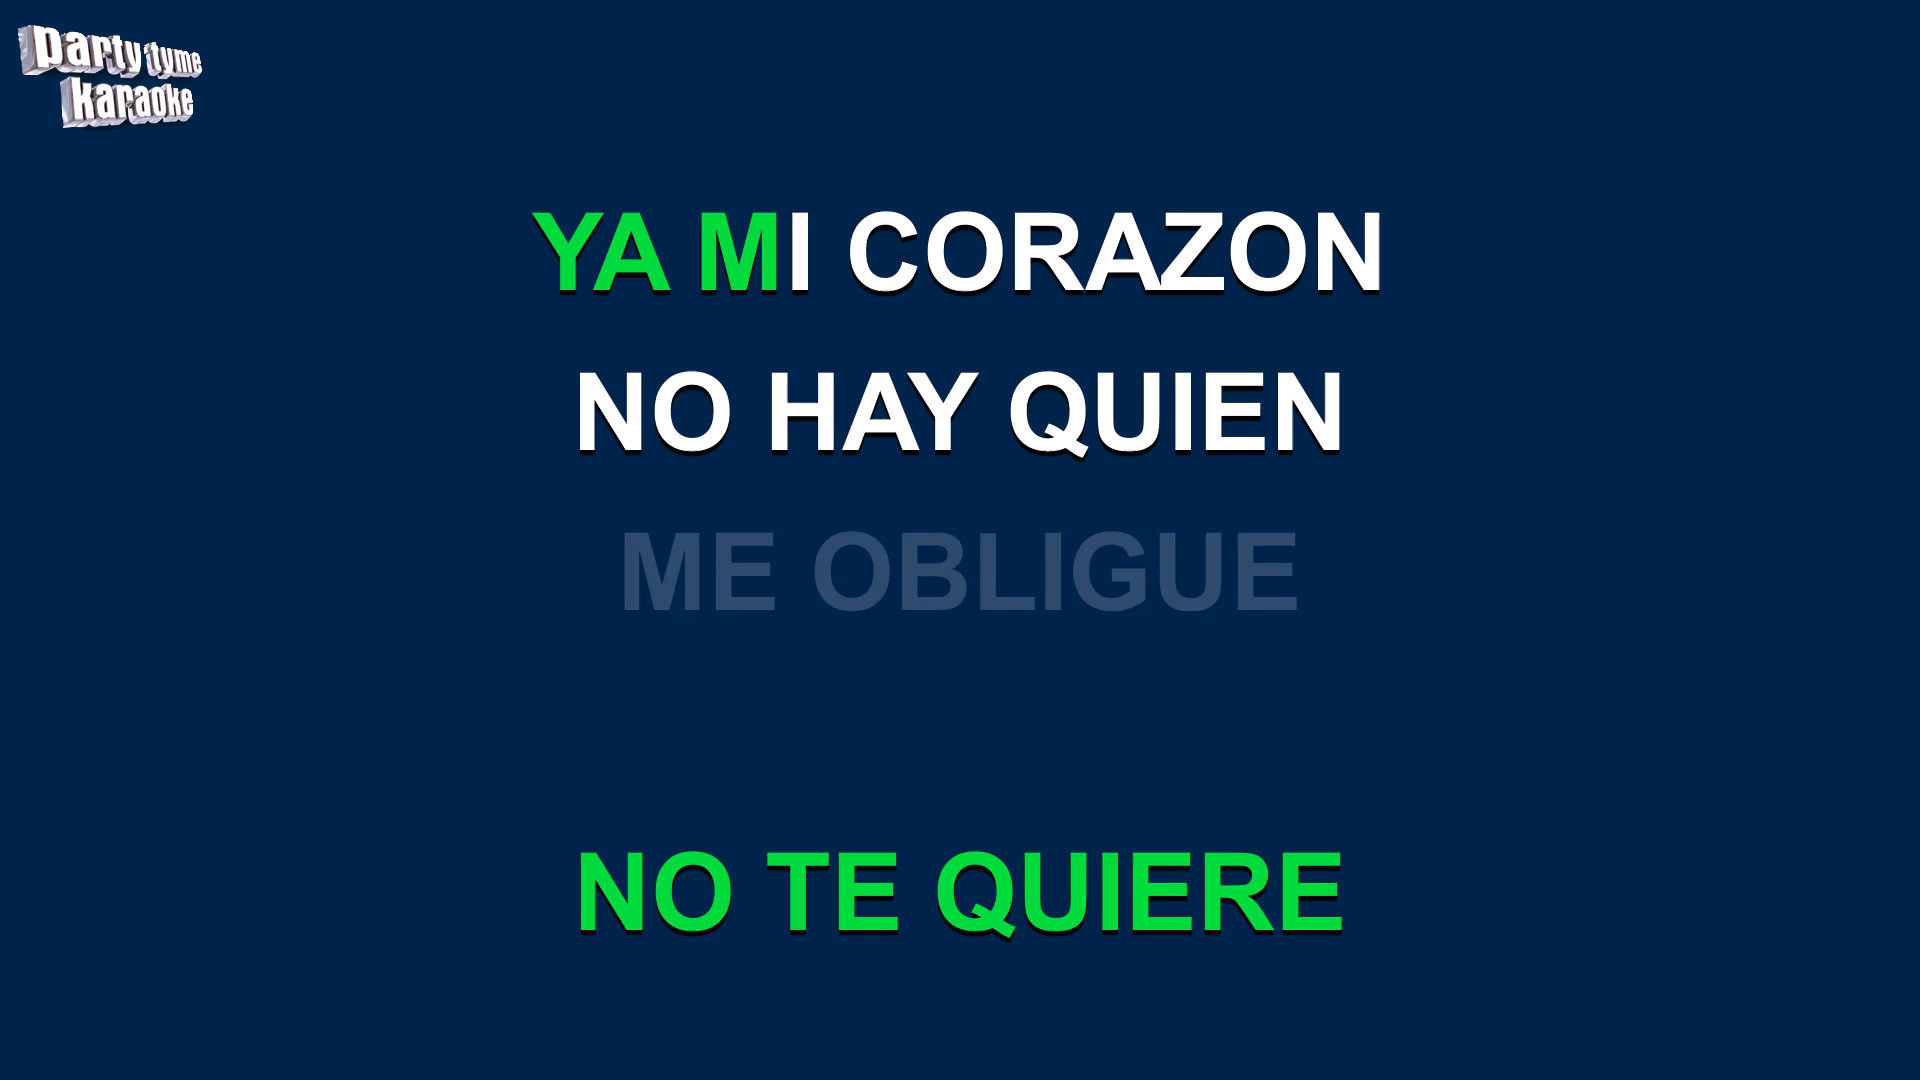 party tyme
karaoke
YA MI CORAZON
NO HAY QUIEN
ME OBLIGUE
NO TE QUIERE